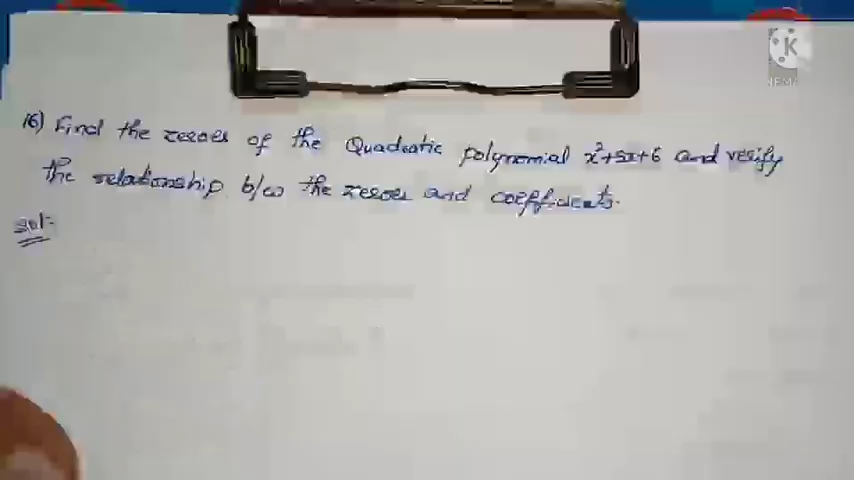 16) Find the zeroes of the Quadratic polynomial x²+5x+6 and verify
the relationship b/w the zeroes and coefficients.
Sol:-
K